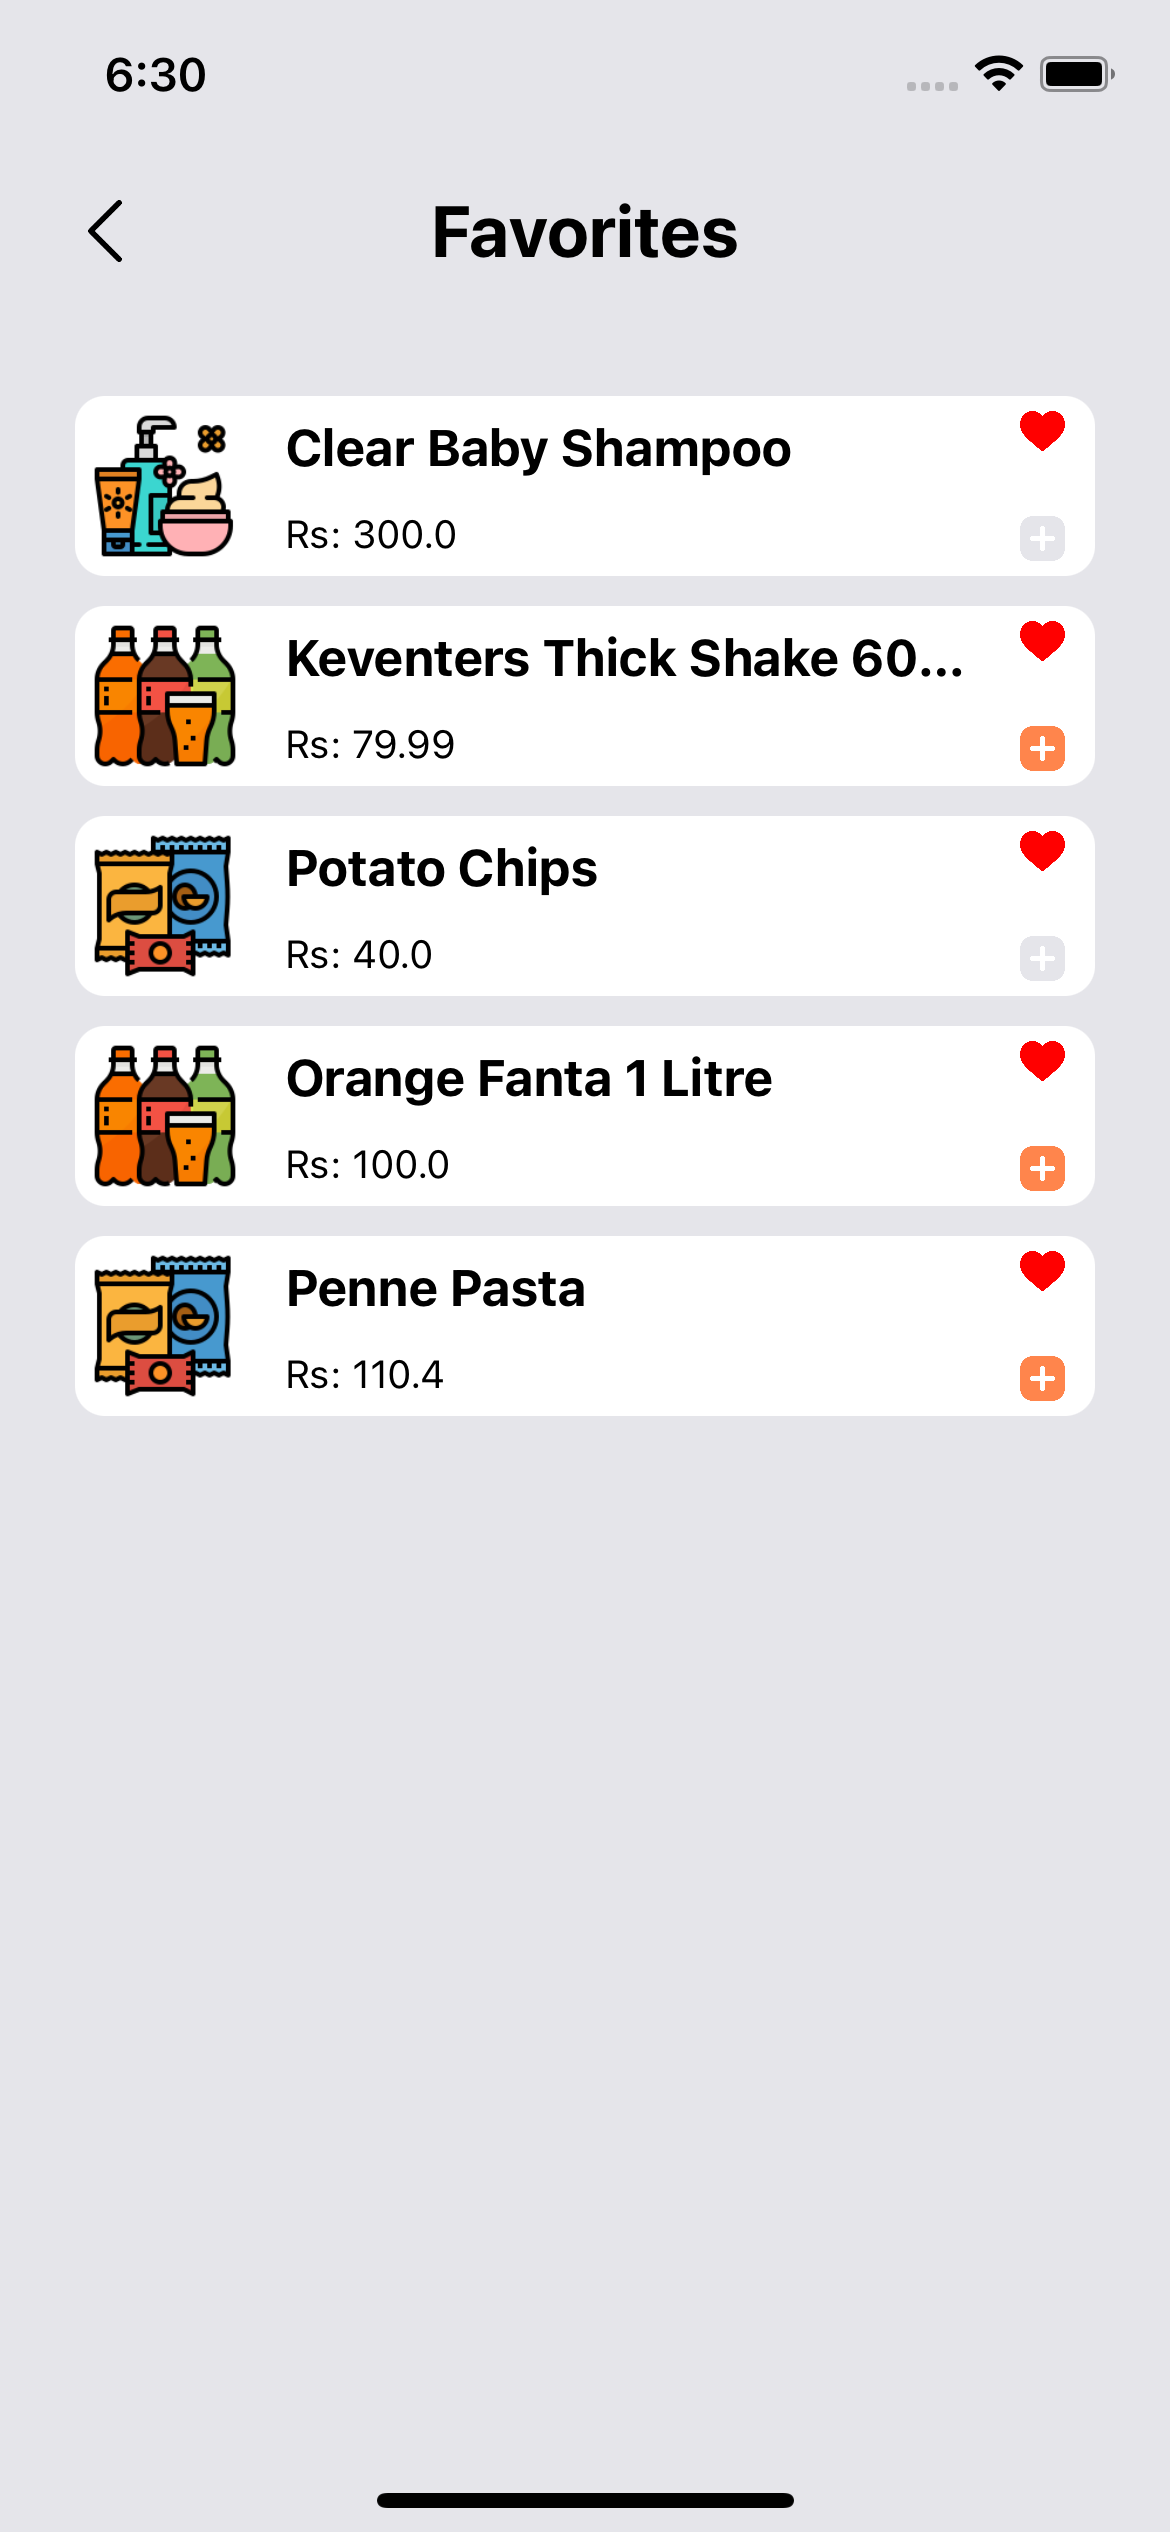 6:30
Favorites
Clear Baby Shampoo
Rs: 300.0
Keventers Thick Shake 60...
Rs: 79.99
Potato Chips
Rs: 40.0
Orange Fanta 1 Litre
Rs: 100.0
Penne Pasta
Rs: 110.4